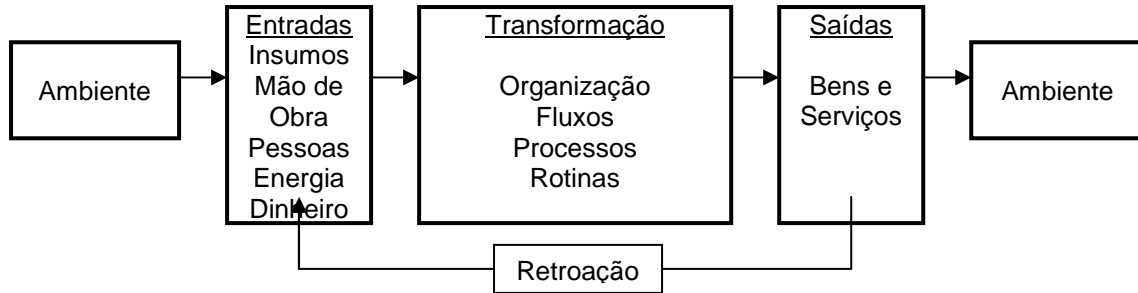 Ambiente
Entradas
Insumos
Mão de
Obra
Pessoas
Energia
Dinheiro
Transformação
Organização
Fluxos
Processos
Rotinas
Saídas
Bens e
Serviços
Ambiente
Retroação